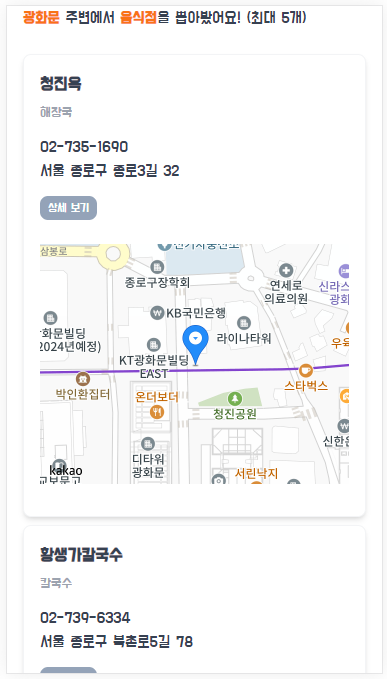 광화문 주변에서 음식점을 뽑아봤어요! (최대 5개)
청진옥
해장국
02-735-1690
서울 종로구 종로3길 32
상세 보기
삼봉로
종로구장학회
연세로
의료의원
신라스
광화
KB국민은행
화문빌딩
2024년예정)
라이나타워
우육
KT광화문빌딩
EAST
박인환집터
스타벅스
온더보더
청진공원
디타워
광화문
신한은
서린낙지
kakao
교보문고
황생가칼국수
칼국수
02-739-6334
서울 종로구 북촌로5길 78